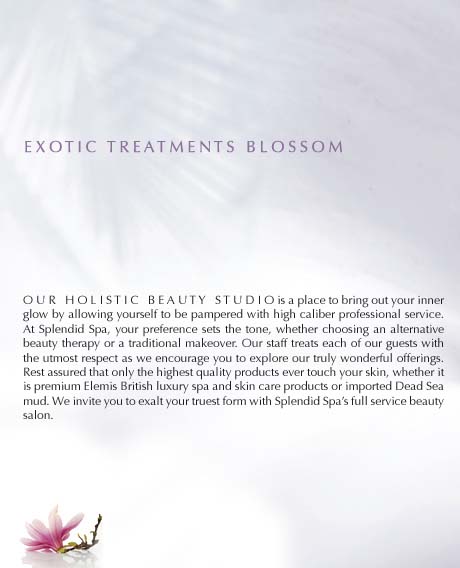 EXOTIC TREATMENTS BLOSSOM
OUR HOLISTIC BEAUTY STUDIO is a place to bring out your inner
glow by allowing yourself to be pampered with high caliber professional service.
At Splendid Spa, your preference sets the tone, whether choosing an alternative
beauty therapy or a traditional makeover. Our staff treats each of our guests with
the utmost respect as we encourage you to explore our truly wonderful offerings.
Rest assured that only the highest quality products ever touch your skin, whether it
is premium Elemis British luxury spa and skin care products or imported Dead Sea
mud. We invite you to exalt your truest form with Splendid Spa's full service beauty
salon.